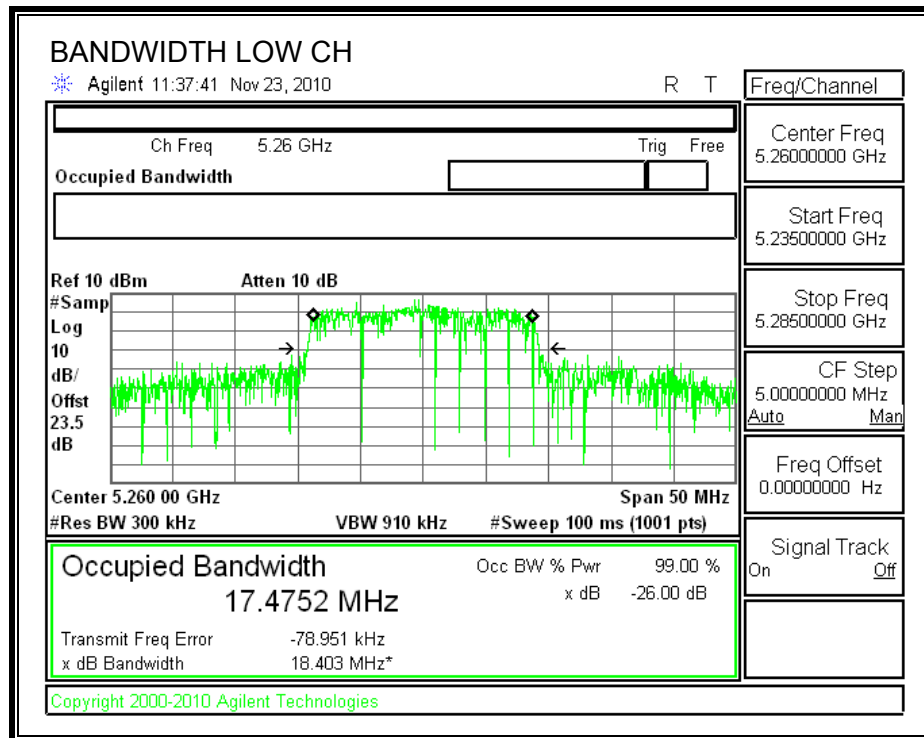 BANDWIDTH LOW CH
Agilent 11:37:41 Nov 23, 2010
R T
Freq/Channel
Ch Freq 5.26 GHz
Trig Free
Occupied Bandwidth
Center Freq
5.26000000 GHz
Start Freq
5.23500000 GHz
Ref 10 dBm
Atten 10 dB
#Samp
Log
10
dB/
Offst
23.5
dB
Stop Freq
5.28500000 GHz
CF Step
5.00000000 MHz
Auto Man
Freq Offset
0.00000000 Hz
Center 5.260 00 GHz
Span 50 MHz
#Res BW 300 kHz
VBW 910 kHz
#Sweep 100 ms (1001 pts)
Signal Track
On Off
Occupied Bandwidth
17.4752 MHz
Occ BW % Pwr 99.00 %
x dB -26.00 dB
Transmit Freq Error -78.951 kHz
x dB Bandwidth 18.403 MHz*
Copyright 2000-2010 Agilent Technologies